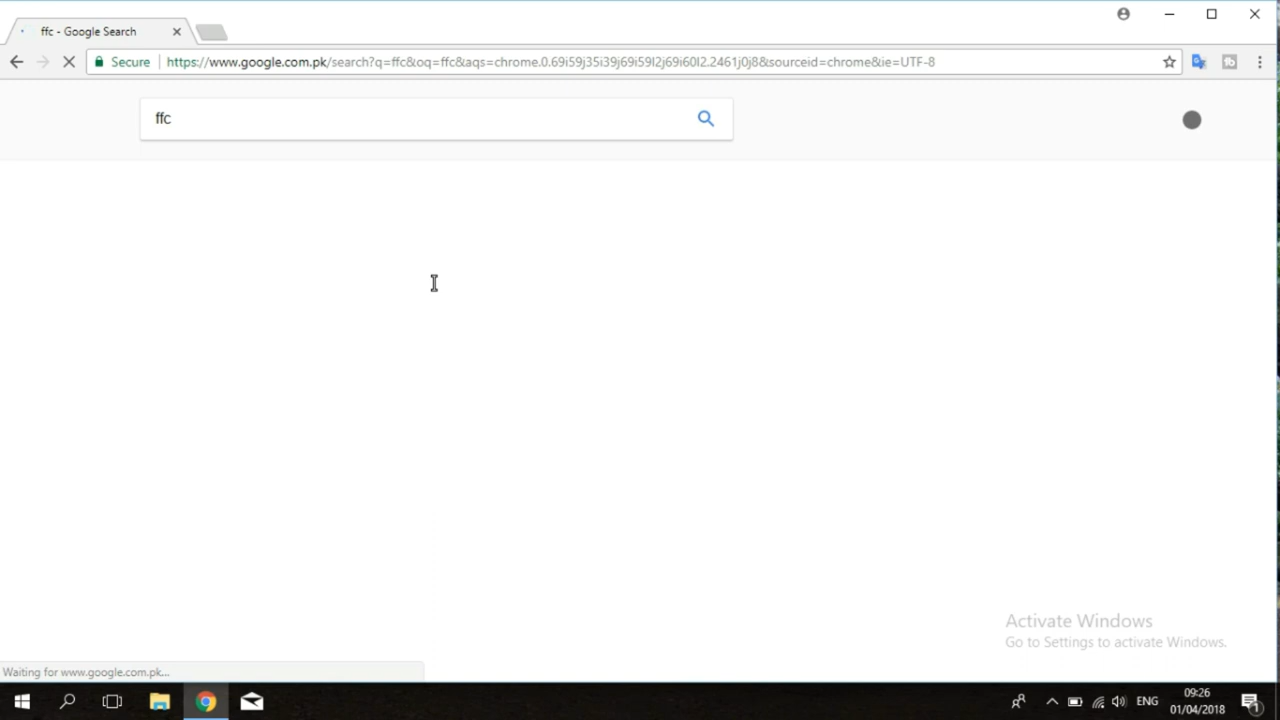 ffc - Google Search
Secure
https://www.google.com.pk/search?q=ffc&oq=ffc&aqs=chrome.0.69i59j35i39j69i59l2j69i60l2.2461j0j8&sourceid=chrome&ie=UTF-8
ffc
Activate Windows
Go to Settings to activate Windows.
Waiting for www.google.com.pk...
ENG
09:26
01/04/2018
1